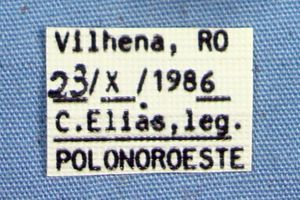 Vilhena, RO
23/X/1986
C.Elias, leg.
POLONOROESTE